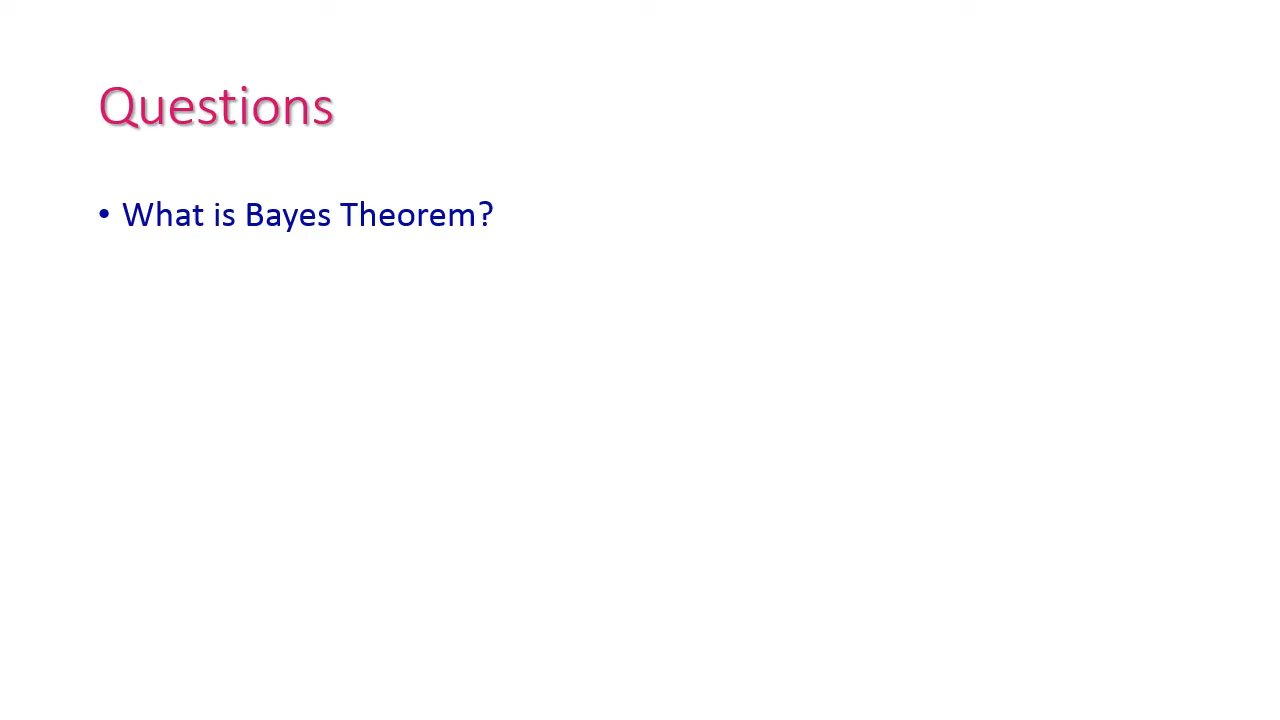 Questions
• What is Bayes Theorem?